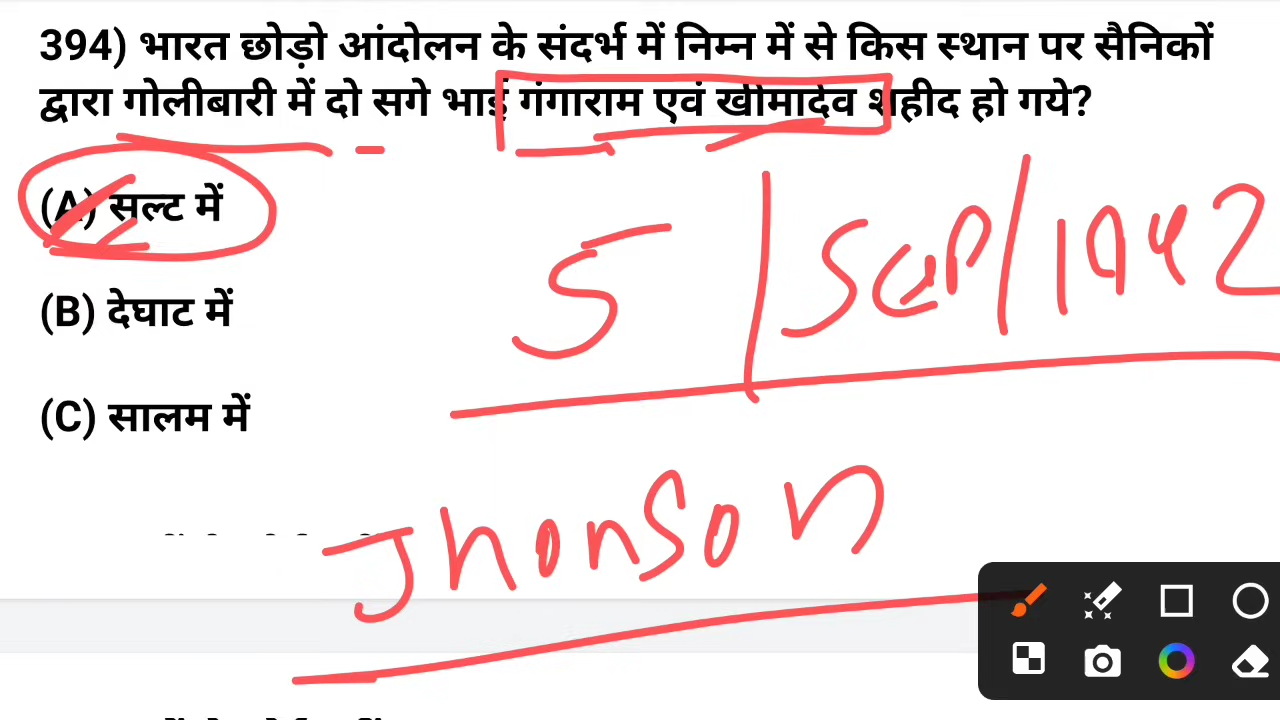 394) भारत छोड़ो आंदोलन के संदर्भ में निम्न में से किस स्थान पर सैनिकों
द्वारा गोलीबारी में दो सगे भाई गंगाराम एवं खीमादेव शहीद हो गये?
(A) सल्ट में
5 / Sep / 1942
(B) देघाट में
(C) सालम में
Jhonson